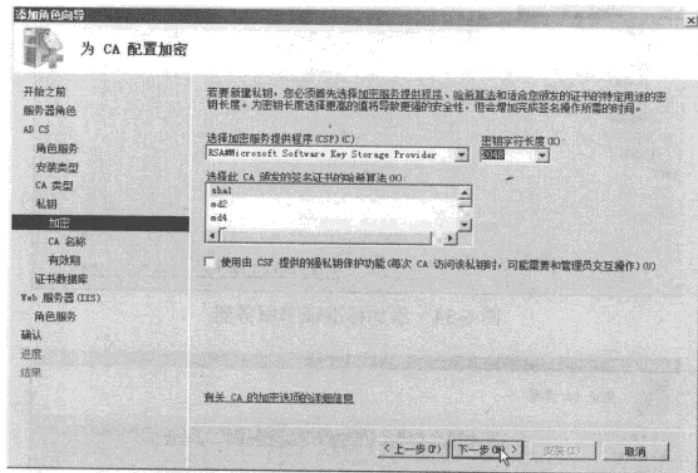 添加角色向导
为 CA 配置加密
开始之前
服务器角色
AD CS
角色服务
安装类型
CA 类型
私钥
加密
CA 名称
有效期
证书数据库
Web 服务器(IIS)
角色服务
确认
进度
结果
若要新建私钥，您必须首先选择加密服务提供程序、哈希算法和适合您颁发的证书的特定用途的密
钥长度。为密钥长度选择更高的值将导致更强的安全性，但会增加完成签名操作所需的时间。
选择加密服务提供程序(CSP)(C)
密钥字符长度(K)
RSA#Microsoft Software Key Storage Provider
2048
选择此 CA 颁发的签名证书的哈希算法(H)
sha1
md2
md4
使用由 CSP 提供的强私钥保护功能(每次 CA 访问该私钥时，可能需要和管理员交互操作)(U)
有关 CA 的加密选项的详细信息
< 上一步(P)
下一步(N) >
安装(I)
取消